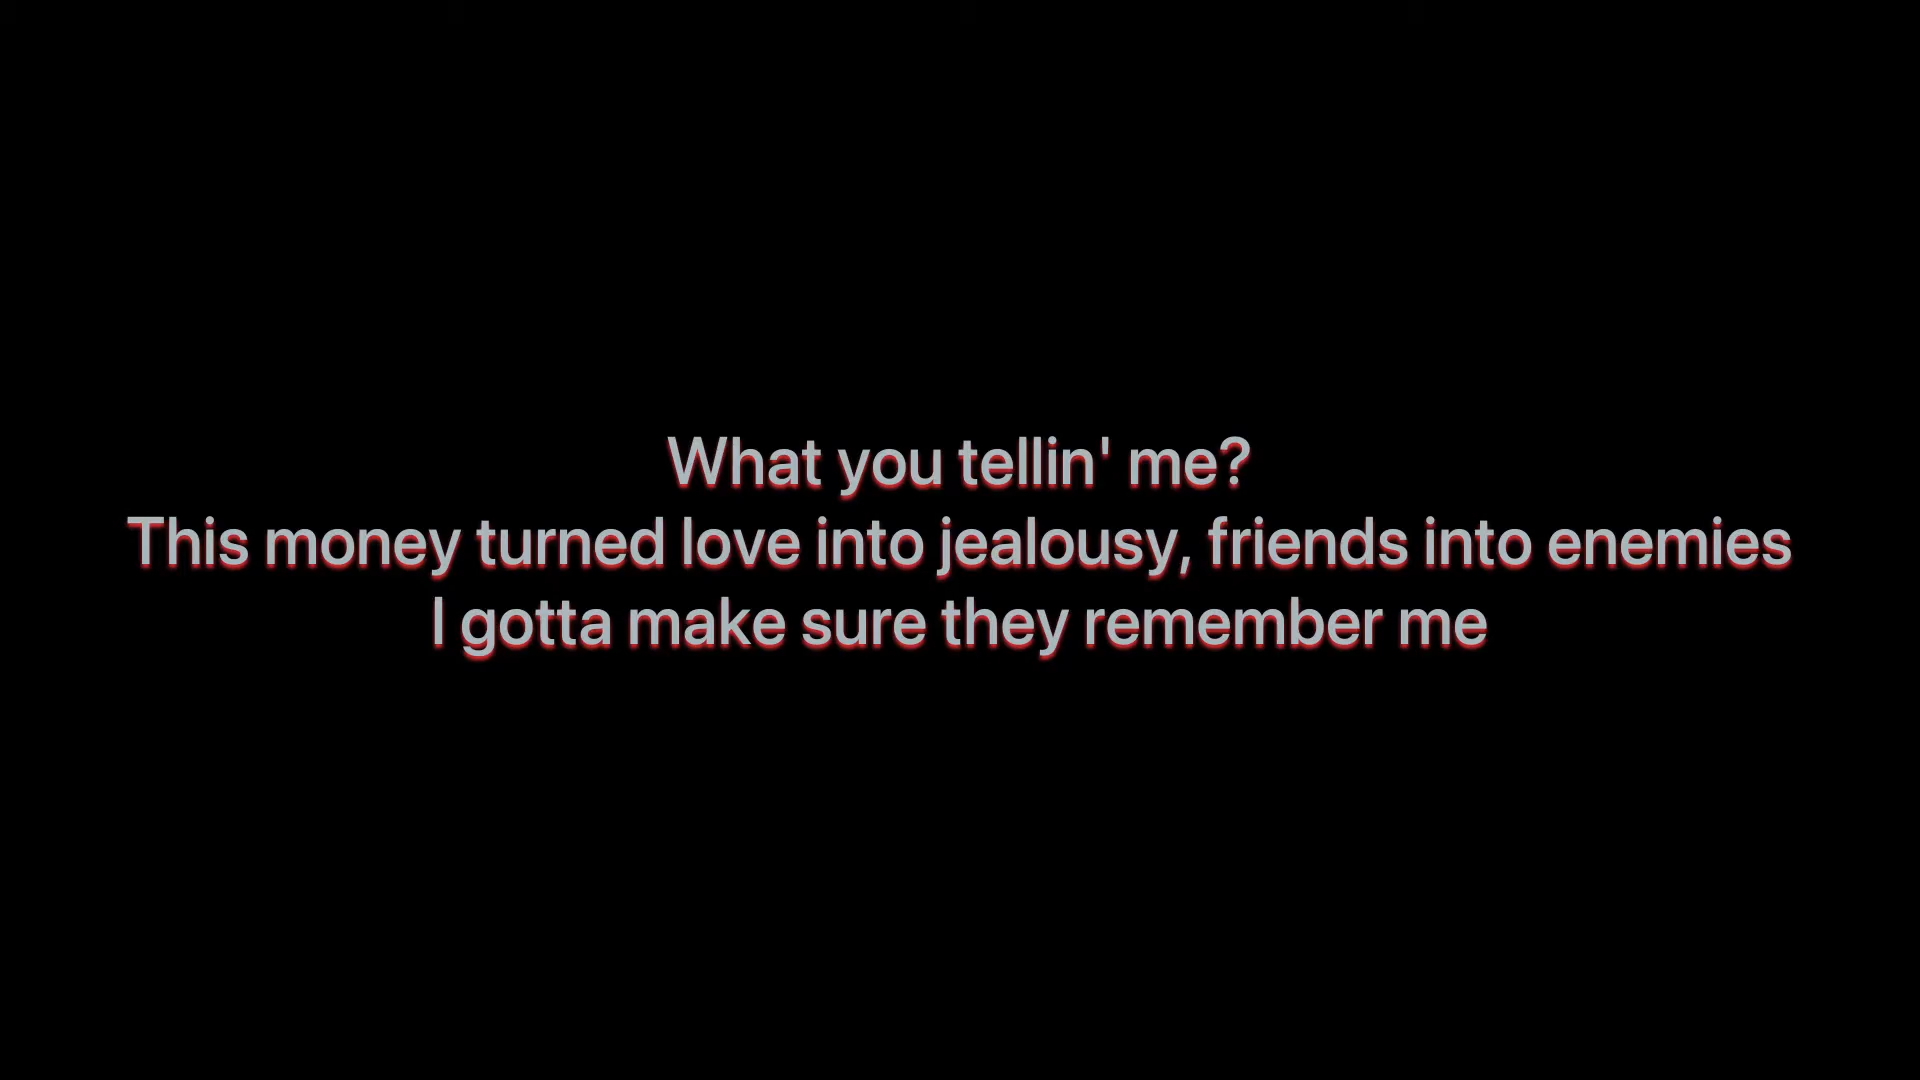 What you tellin' me?
This money turned love into jealousy, friends into enemies
I gotta make sure they remember me